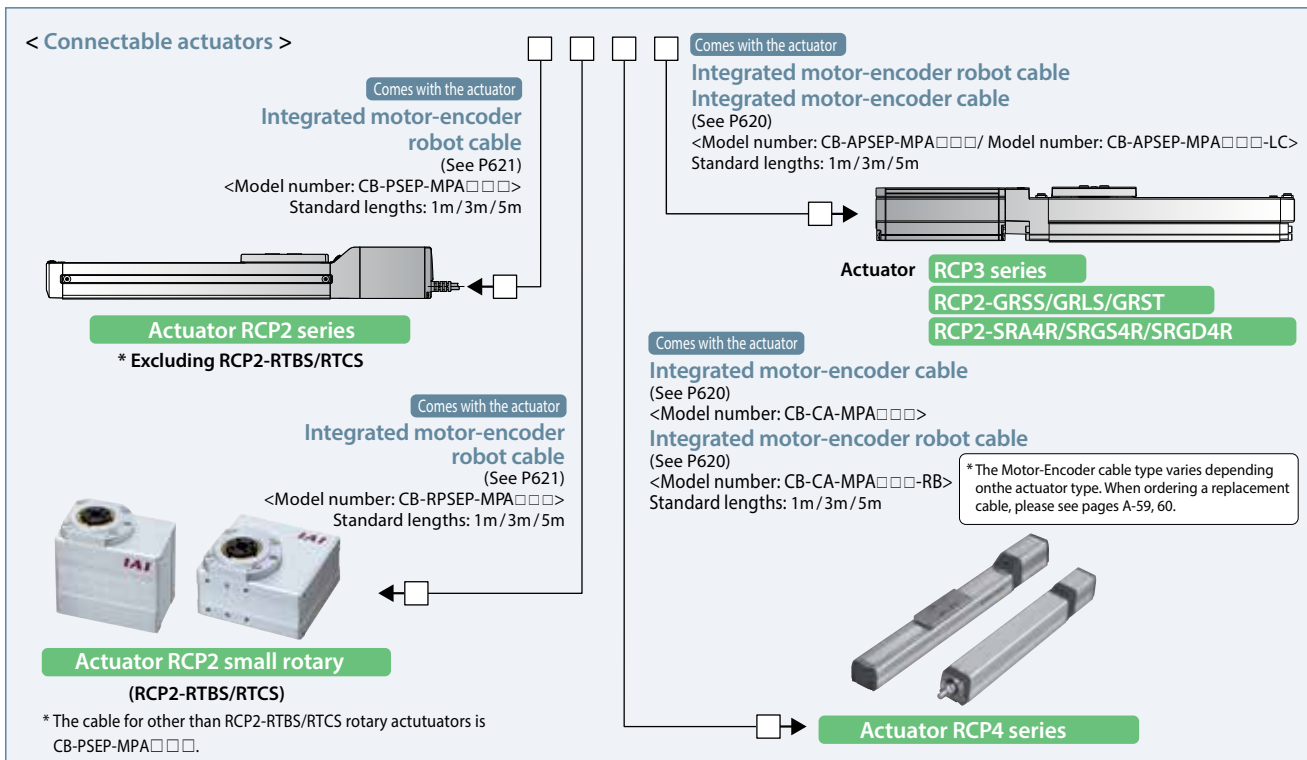 < Connectable actuators >
Comes with the actuator
Integrated motor-encoder
robot cable
(See P621)
<Model number: CB-PSEP-MPA□□□>
Standard lengths: 1m/3m/5m
Actuator RCP2 series
* Excluding RCP2-RTBS/RTCS
Comes with the actuator
Integrated motor-encoder
robot cable
(See P621)
<Model number: CB-RPSEP-MPA□□□>
Standard lengths: 1m/3m/5m
IAI
IAI
Actuator RCP2 small rotary
(RCP2-RTBS/RTCS)
* The cable for other than RCP2-RTBS/RTCS rotary actutuators is
CB-PSEP-MPA□□□.
Comes with the actuator
Integrated motor-encoder robot cable
Integrated motor-encoder cable
(See P620)
<Model number: CB-APSEP-MPA□□□/ Model number: CB-APSEP-MPA□□□-LC>
Standard lengths: 1m/3m/5m
Actuator RCP3 series
RCP2-GRSS/GRLS/GRST
RCP2-SRA4R/SRGS4R/SRGD4R
Comes with the actuator
Integrated motor-encoder cable
(See P620)
<Model number: CB-CA-MPA□□□>
Integrated motor-encoder robot cable
(See P620)
<Model number: CB-CA-MPA□□□-RB>
Standard lengths: 1m/3m/5m
* The Motor-Encoder cable type varies depending
onthe actuator type. When ordering a replacement
cable, please see pages A-59, 60.
Actuator RCP4 series